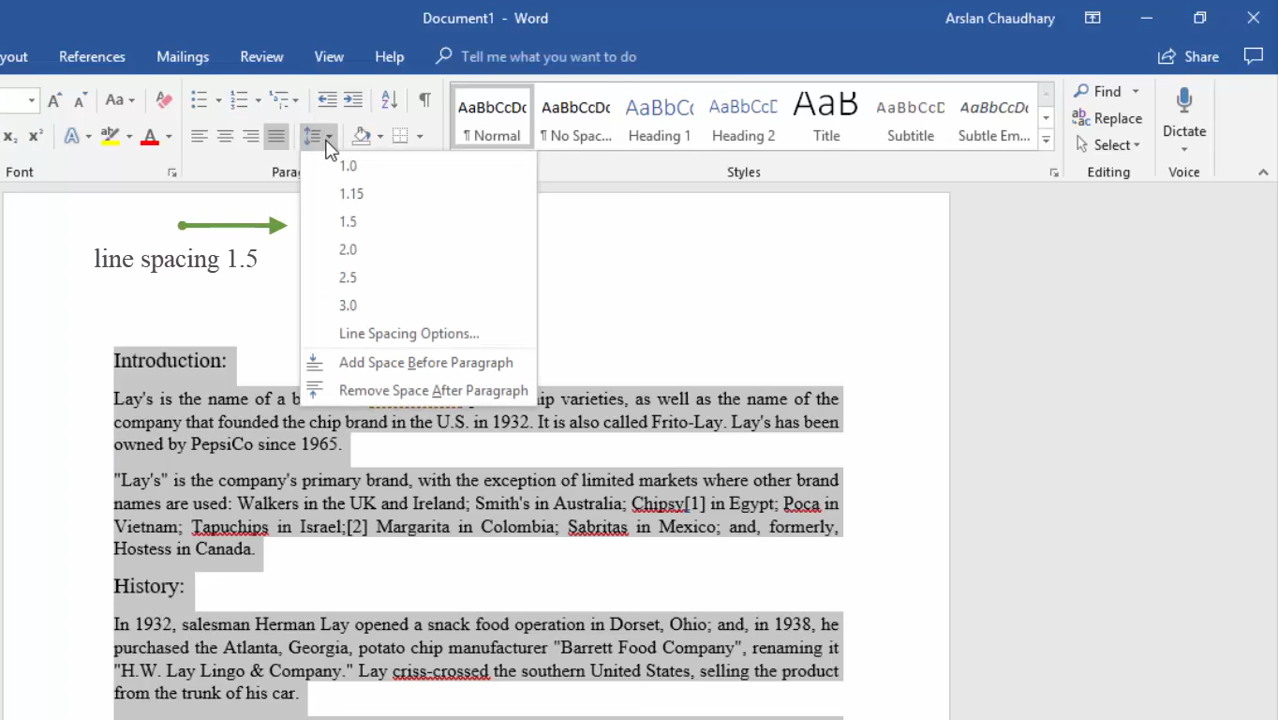 Document1 - Word
Arslan Chaudhary
yout References Mailings Review View Help Tell me what you want to do Share
Aa
A
Font
Parag
AaBbCcDc AaBbCcDc AaBbCc AaBbCcD AaB AaBbCcD AaBbCcDc
¶ Normal ¶ No Spac... Heading 1 Heading 2 Title Subtitle Subtle Em...
Styles
Find
Replace
Select
Editing
Dictate
Voice
1.0
1.15
1.5
2.0
2.5
3.0
Line Spacing Options...
Add Space Before Paragraph
Remove Space After Paragraph
line spacing 1.5
Introduction:
Lay's is the name of a b ip varieties, as well as the name of the
company that founded the chip brand in the U.S. in 1932. It is also called Frito-Lay. Lay's has been
owned by PepsiCo since 1965.
"Lay's" is the company's primary brand, with the exception of limited markets where other brand
names are used: Walkers in the UK and Ireland; Smith's in Australia; Chipsy[1] in Egypt; Poca in
Vietnam; Tapuchips in Israel;[2] Margarita in Colombia; Sabritas in Mexico; and, formerly,
Hostess in Canada.
History:
In 1932, salesman Herman Lay opened a snack food operation in Dorset, Ohio; and, in 1938, he
purchased the Atlanta, Georgia, potato chip manufacturer "Barrett Food Company", renaming it
"H.W. Lay Lingo & Company." Lay criss-crossed the southern United States, selling the product
from the trunk of his car.